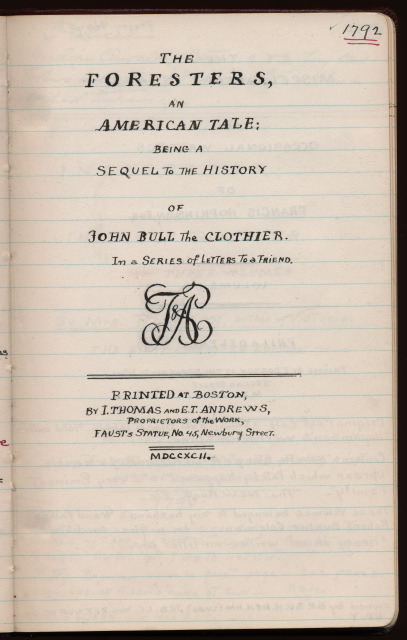 1792
THE
FORESTERS,
AN
AMERICAN TALE:
BEING A
SEQUEL To THE HISTORY
OF
JOHN BULL The CLOTHIER.
In a SERIES of LETTERS To a FRIEND.
T&A
PRINTED AT BOSTON,
BY I. THOMAS AND E.T. ANDREWS,
PROPRIETORS of the WORK,
FAUST's STATUE, No. 45, Newbury Street.
MDCCXCII.